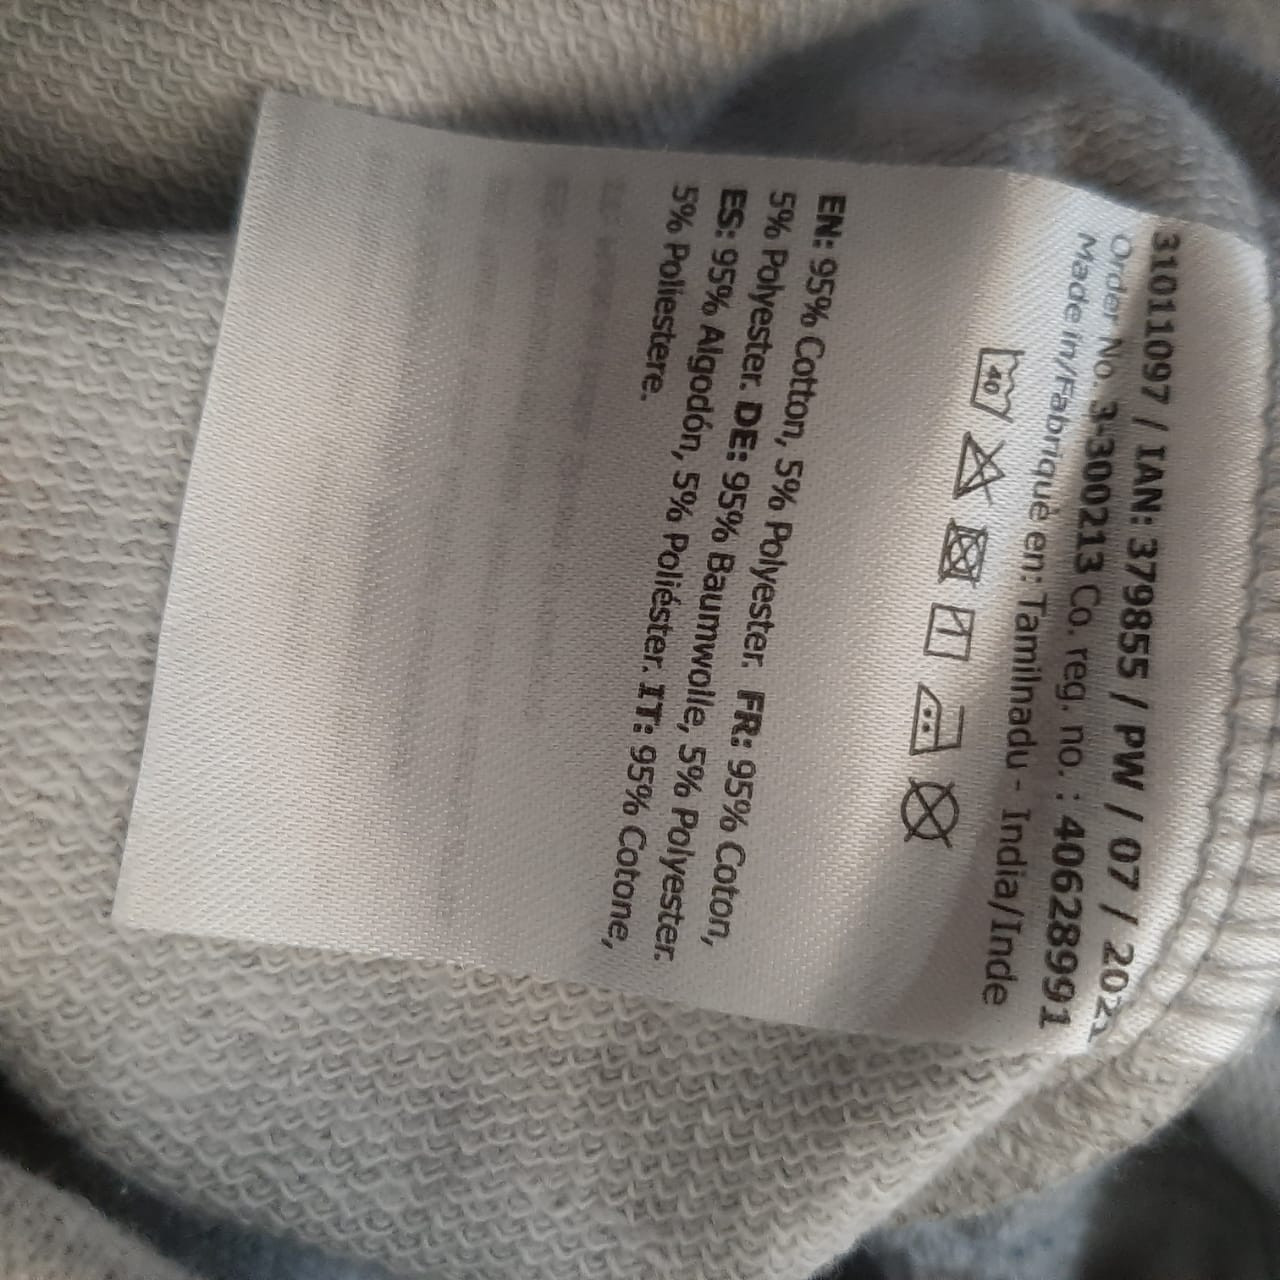 31011097 / IAN: 379855 / PW / 07 / 2021
Order No. 3-300213 Co. reg. no. : 406289991
Made in/Fabriqué en: Tamilnadu - India/Inde
40
EN: 95% Cotton, 5% Polyester. FR: 95% Coton,
5% Polyester. DE: 95% Baumwolle, 5% Polyester.
ES: 95% Algodón, 5% Poliéster. IT: 95% Cotone,
5% Poliestere.